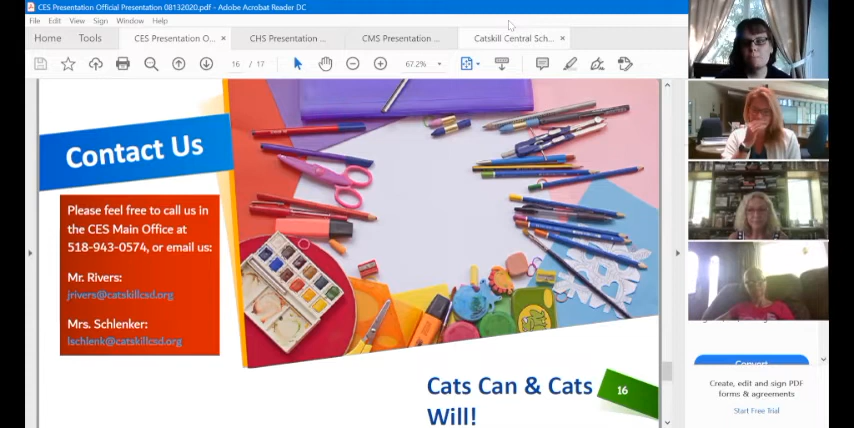 CES Presentation Official Presentation 08132020.pdf - Adobe Acrobat Reader DC
File Edit View Sign Window Help
Home Tools CES Presentation O... × CHS Presentation ... CMS Presentation ... Catskill Central Sch... ×
16 / 17 67.2%
Contact Us
Please feel free to call us in
the CES Main Office at
518-943-0574, or email us:
Mr. Rivers:
jrivers@catskillcsd.org
Mrs. Schlenker:
lschlenk@catskillcsd.org
Cats Can & Cats
Will!
16
Convert
Create, edit and sign PDF
forms & agreements
Start Free Trial